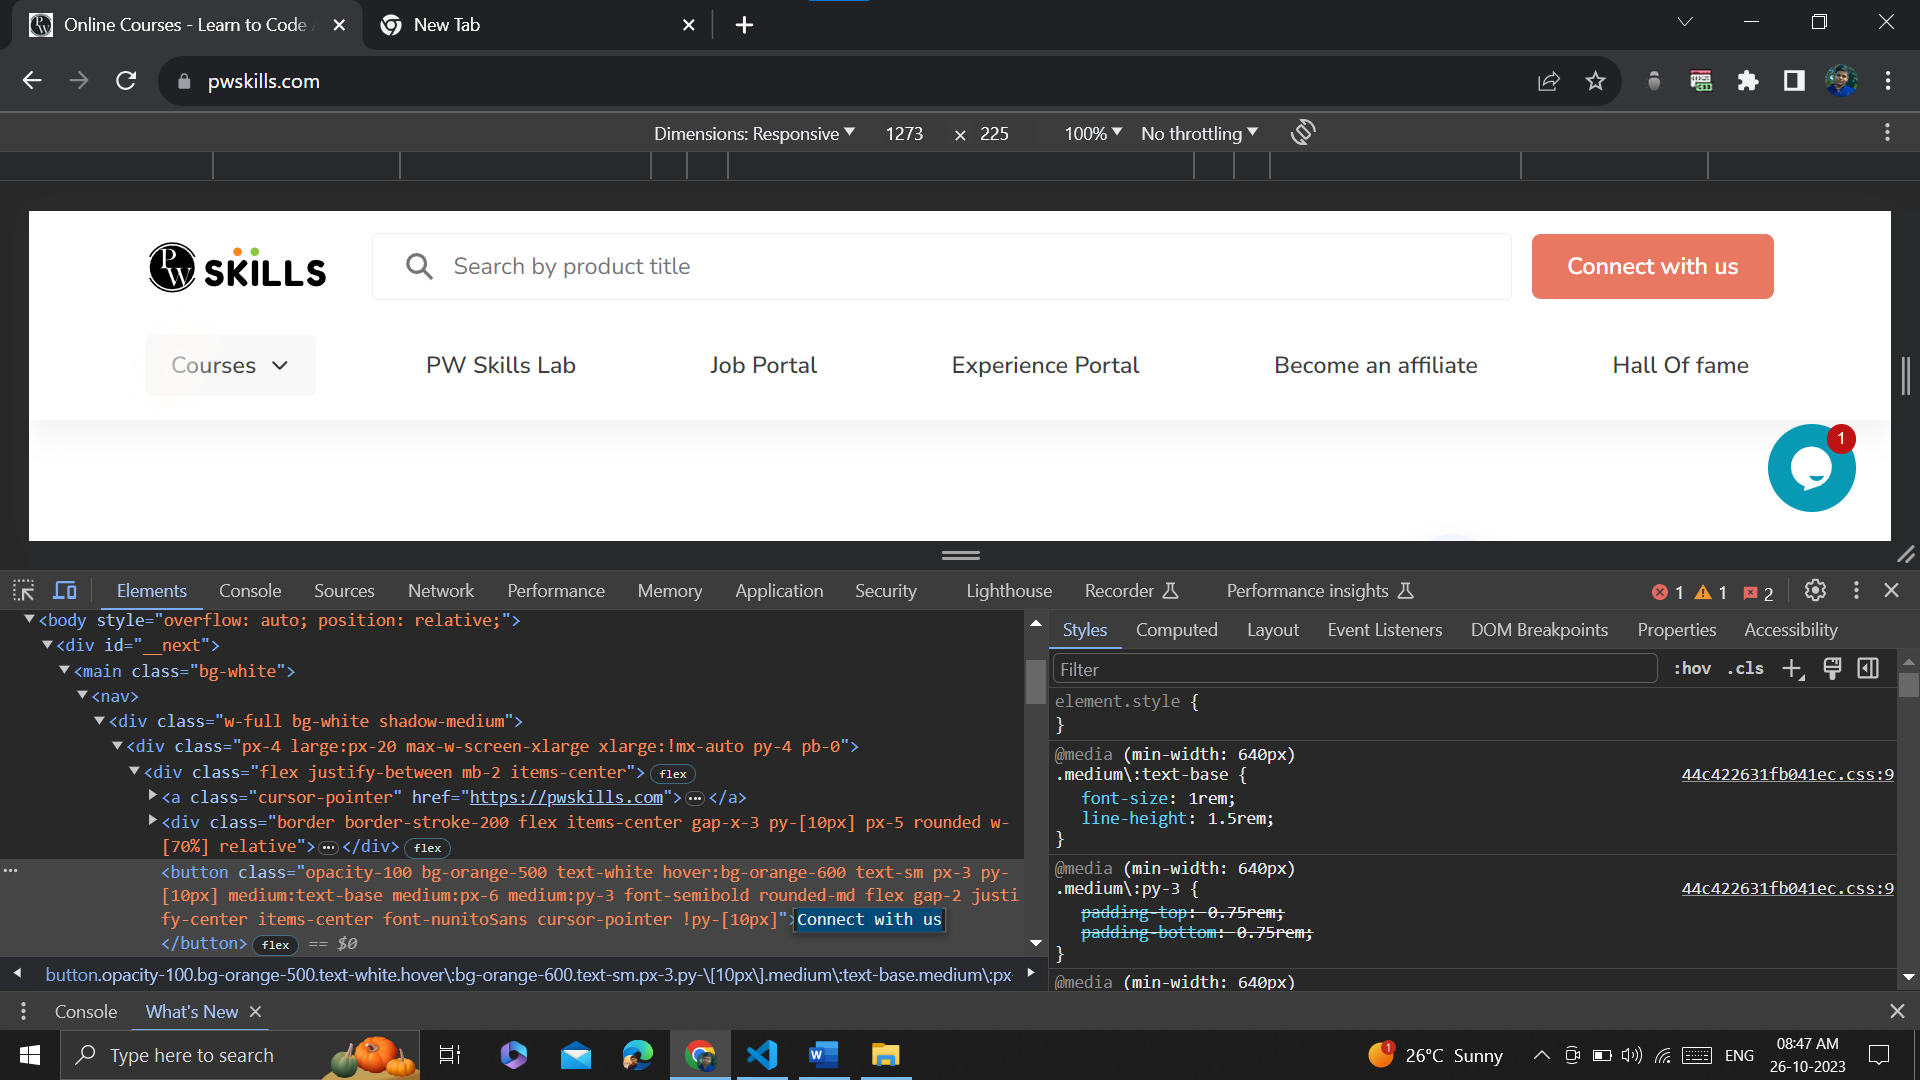 Online Courses - Learn to Code
New Tab
pwskills.com
Dimensions: Responsive 1273 × 225 100% No throttling
PW SKILLS
Search by product title
Connect with us
Courses
PW Skills Lab
Job Portal
Experience Portal
Become an affiliate
Hall Of fame
1
Elements Console Sources Network Performance Memory Application Security Lighthouse Recorder Performance insights 1 1 2
<body style="overflow: auto; position: relative;">
<div id="__next">
<main class="bg-white">
<nav>
<div class="w-full bg-white shadow-medium">
<div class="px-4 large:px-20 max-w-screen-xlarge xlarge:!mx-auto py-4 pb-0">
<div class="flex justify-between mb-2 items-center"> flex
<a class="cursor-pointer" href="https://pwskills.com">…</a>
<div class="border border-stroke-200 flex items-center gap-x-3 py-[10px] px-5 rounded w-
[70%] relative">…</div> flex
<button class="opacity-100 bg-orange-500 text-white hover:bg-orange-600 text-sm px-3 py-
[10px] medium:text-base medium:px-6 medium:py-3 font-semibold rounded-md flex gap-2 justi
fy-center items-center font-nunitoSans cursor-pointer !py-[10px]">Connect with us
</button> flex == $0
button.opacity-100.bg-orange-500.text-white.hover\:bg-orange-600.text-sm.px-3.py-\[10px\].medium\:text-base.medium\:px
Styles Computed Layout Event Listeners DOM Breakpoints Properties Accessibility
Filter :hov .cls
element.style {
}
@media (min-width: 640px)
.medium\:text-base { 44c422631fb041ec.css:9
font-size: 1rem;
line-height: 1.5rem;
}
@media (min-width: 640px)
.medium\:py-3 { 44c422631fb041ec.css:9
padding-top: 0.75rem;
padding-bottom: 0.75rem;
}
@media (min-width: 640px)
Console What's New
Type here to search
1
26°C Sunny
ENG
08:47 AM
26-10-2023